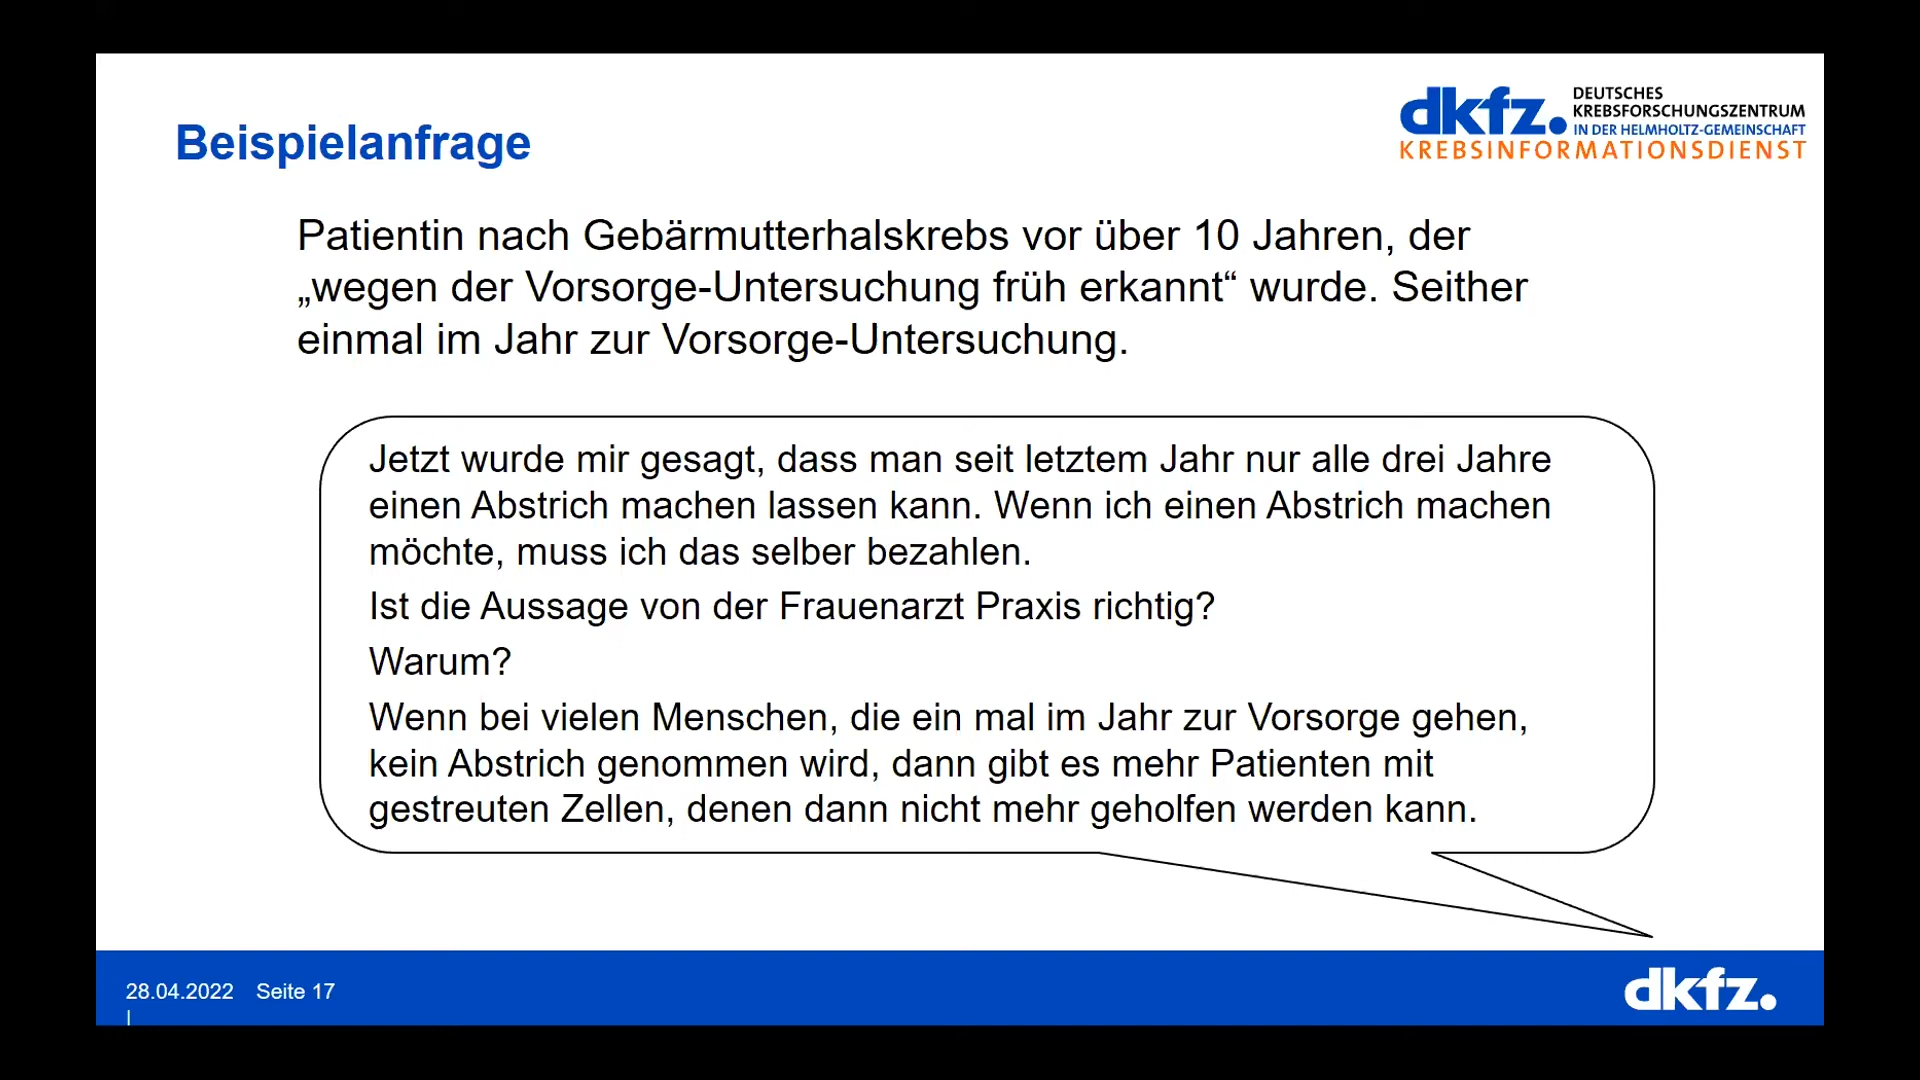 Beispielanfrage
dkfz.
DEUTSCHES
KREBSFORSCHUNGSZENTRUM
IN DER HELMHOLTZ-GEMEINSCHAFT
KREBSINFORMATIONSDIENST
Patientin nach Gebärmutterhalskrebs vor über 10 Jahren, der
„wegen der Vorsorge-Untersuchung früh erkannt“ wurde. Seither
einmal im Jahr zur Vorsorge-Untersuchung.
Jetzt wurde mir gesagt, dass man seit letztem Jahr nur alle drei Jahre
einen Abstrich machen lassen kann. Wenn ich einen Abstrich machen
möchte, muss ich das selber bezahlen.
Ist die Aussage von der Frauenarzt Praxis richtig?
Warum?
Wenn bei vielen Menschen, die ein mal im Jahr zur Vorsorge gehen,
kein Abstrich genommen wird, dann gibt es mehr Patienten mit
gestreuten Zellen, denen dann nicht mehr geholfen werden kann.
28.04.2022 Seite 17
|
dkfz.